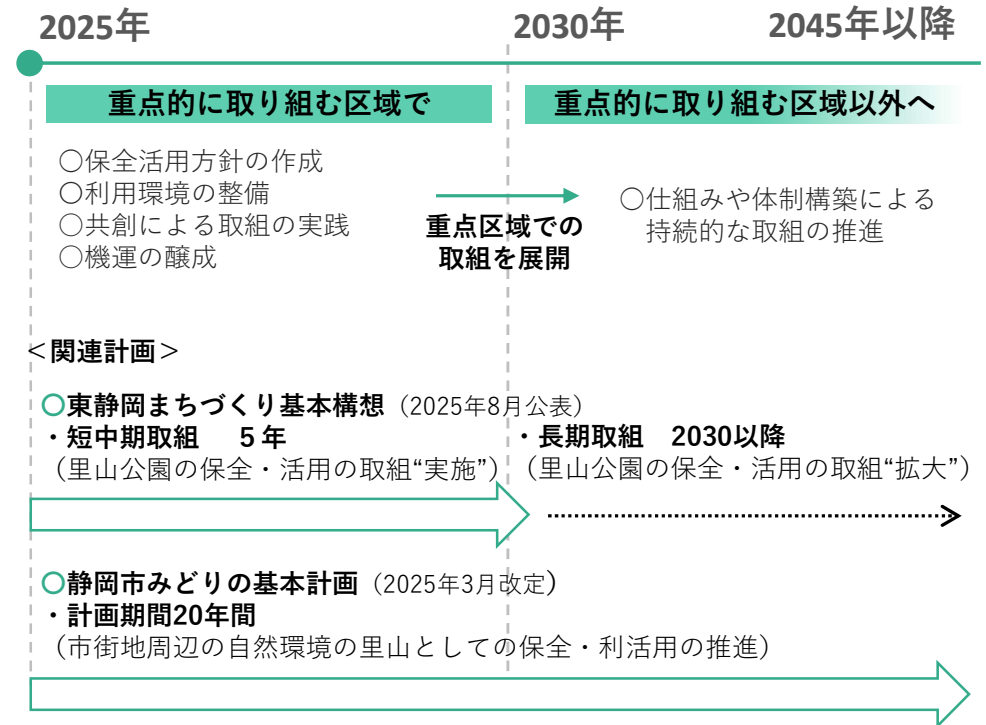 2025年
2030年
2045年以降
重点的に取り組む区域で
重点的に取り組む区域以外へ
○保全活用方針の作成
○利用環境の整備
○共創による取組の実践
○機運の醸成
重点区域での
取組を展開
○仕組みや体制構築による
持続的な取組の推進
＜関連計画＞
○東静岡まちづくり基本構想（2025年8月公表）
・短中期取組　５年
（里山公園の保全・活用の取組“実施”）
・長期取組　2030以降
（里山公園の保全・活用の取組“拡大”）
○静岡市みどりの基本計画（2025年3月改定）
・計画期間20年間
（市街地周辺の自然環境の里山としての保全・利活用の推進）